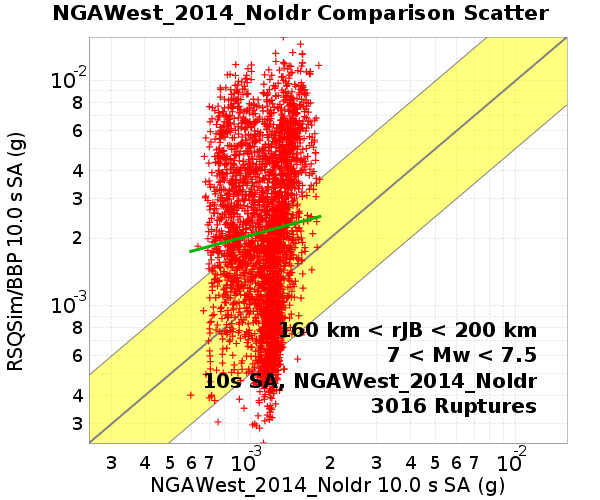 NGAWest_2014_NoIdr Comparison Scatter
RSQSim/BBP 10.0 s SA (g)
10-2
8
6
4
3
2
10-3
8
6
4
3
160 km < rJB < 200 km
7 < Mw < 7.5
10s SA, NGAWest_2014_NoIdr
3016 Ruptures
3 4 5 6 7 10-3 2 3 4 5 6 7 10-2
NGAWest_2014_NoIdr 10.0 s SA (g)